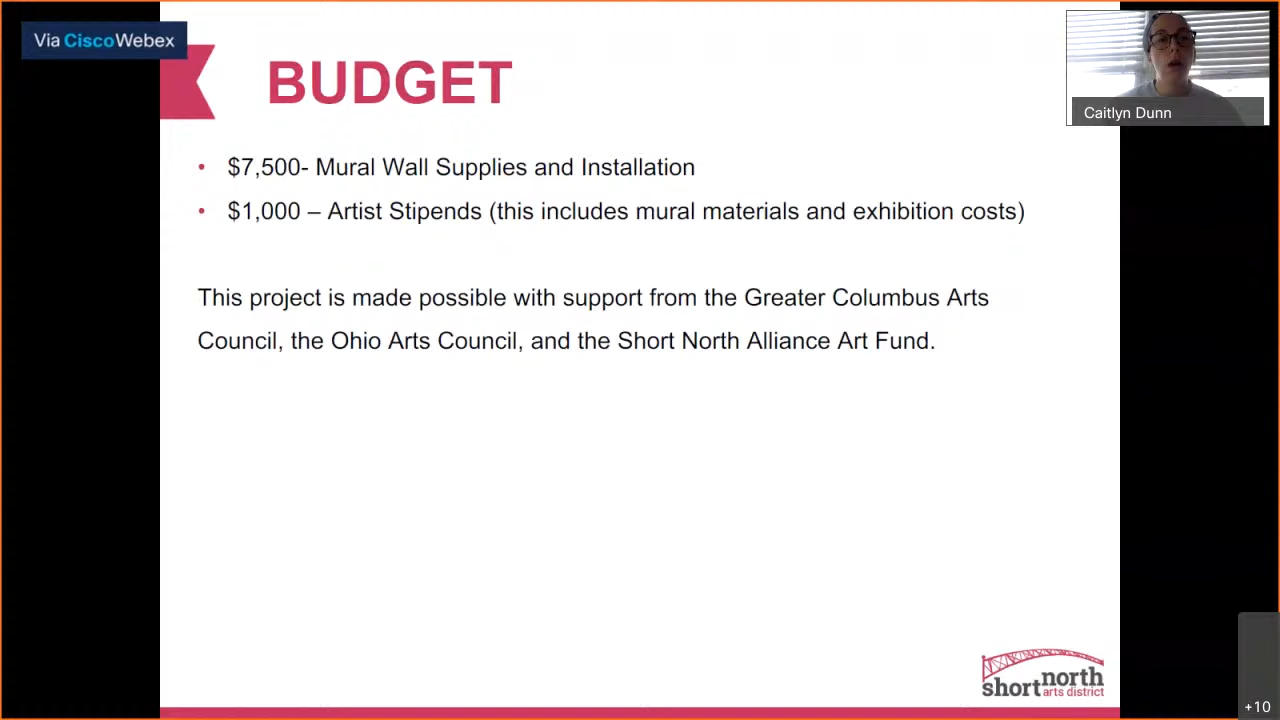 Via CiscoWebex
BUDGET
Caitlyn Dunn
• $7,500- Mural Wall Supplies and Installation
• $1,000 – Artist Stipends (this includes mural materials and exhibition costs)
This project is made possible with support from the Greater Columbus Arts
Council, the Ohio Arts Council, and the Short North Alliance Art Fund.
shortnorth
arts district
+10